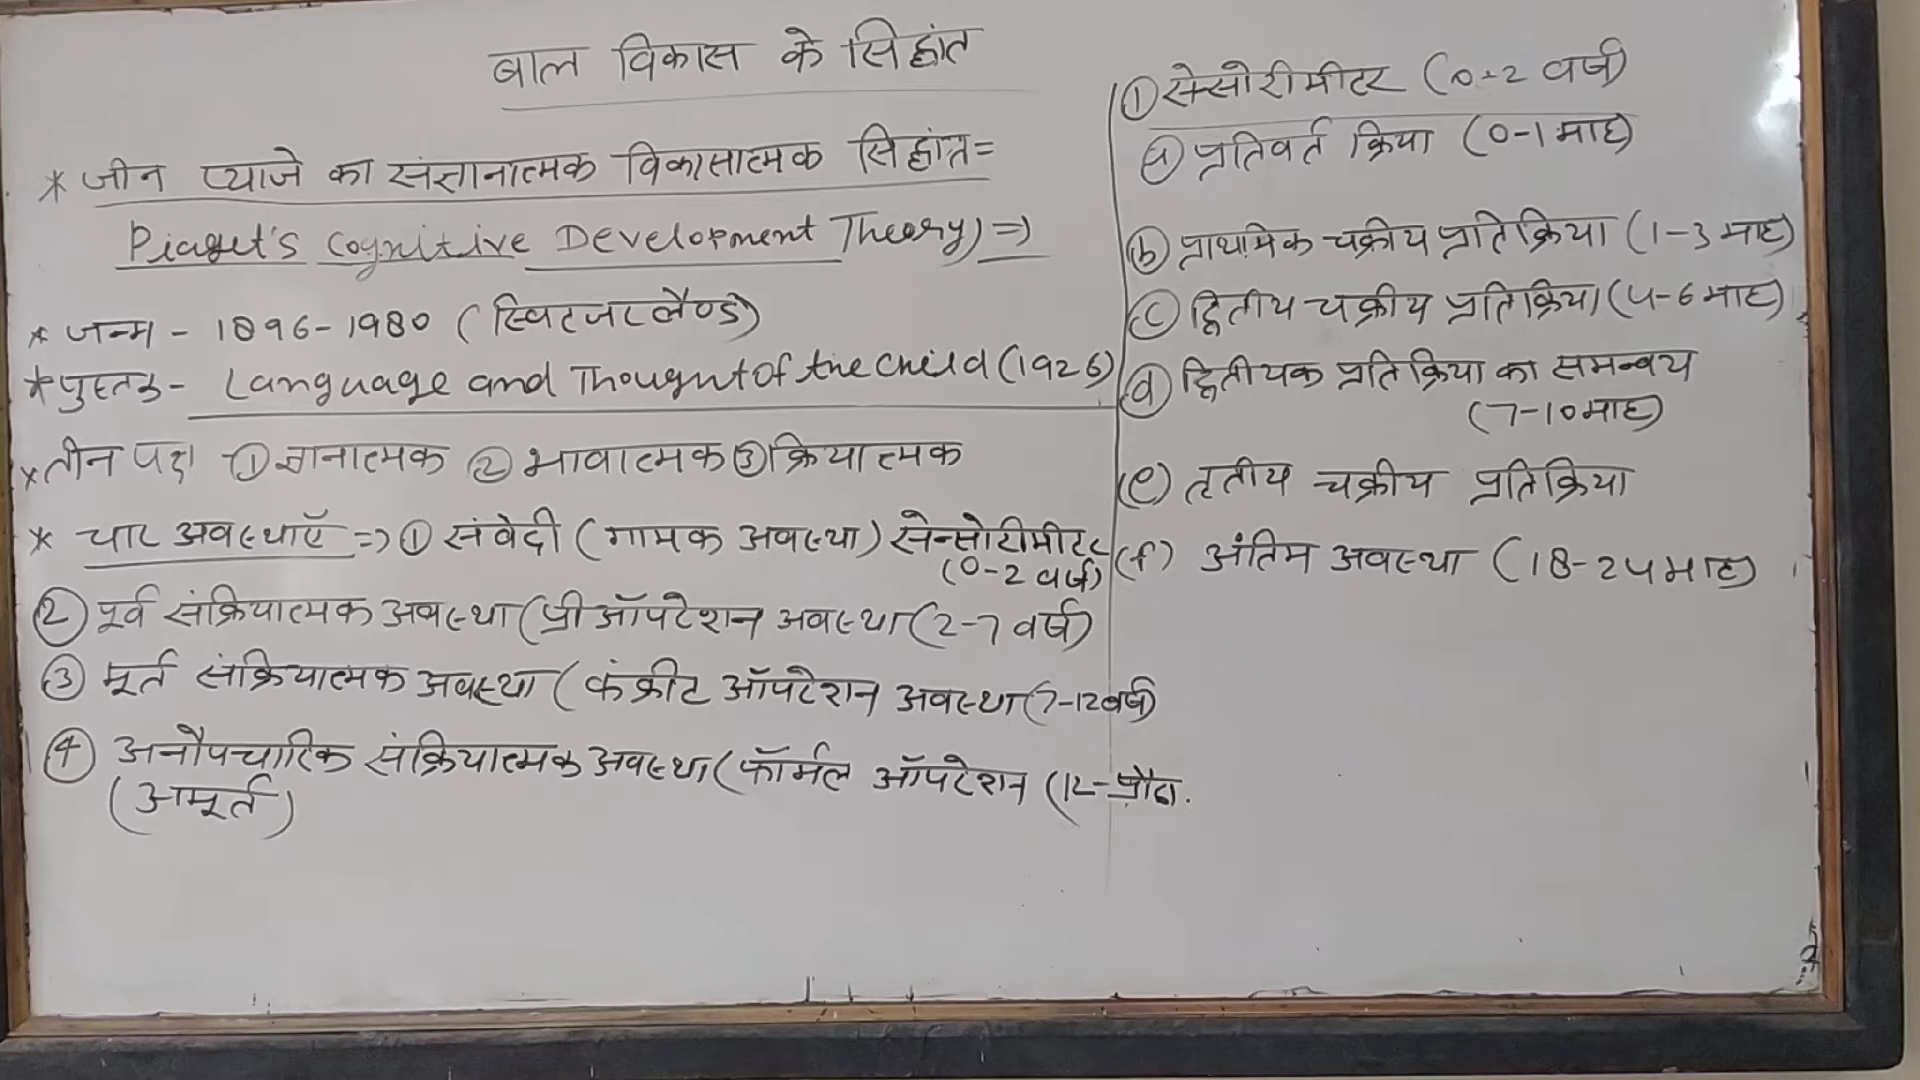 बाल विकास के सिद्धांत
* जीन प्याजे का संज्ञानात्मक विकासात्मक सिद्धांत=
Piaget's Cognitive Development Theory) =>
* जन्म - 1896-1980 (स्विटजरलैण्ड)
* पुस्तक - Language and Thought of the Child (1926)
* तीन पक्ष ① ज्ञानात्मक ② भावात्मक ③ क्रियात्मक
* चार अवस्थाएँ => ① संवेदी (गामक अवस्था) सेन्सोरीमीटर
(0-2 वर्ष)
② पूर्व संक्रियात्मक अवस्था (प्री ऑपरेशन अवस्था (2-7 वर्ष)
③ मूर्त संक्रियात्मक अवस्था (कंक्रीट ऑपरेशन अवस्था (7-12 वर्ष)
④ अनौपचारिक संक्रियात्मक अवस्था (फॉर्मल ऑपरेशन (12-प्रौढ.
(अमूर्त)
① सेन्सोरीमीटर (0-2 वर्ष)
ⓐ प्रतिवर्त क्रिया (0-1 माह)
ⓑ प्राथमिक चक्रीय प्रतिक्रिया (1-3 माह)
ⓒ द्वितीय चक्रीय प्रतिक्रिया (4-6 माह)
ⓓ द्वितीयक प्रतिक्रिया का समन्वय
(7-10 माह)
(e) तृतीय चक्रीय प्रतिक्रिया
(f) अंतिम अवस्था (18-24 माह)